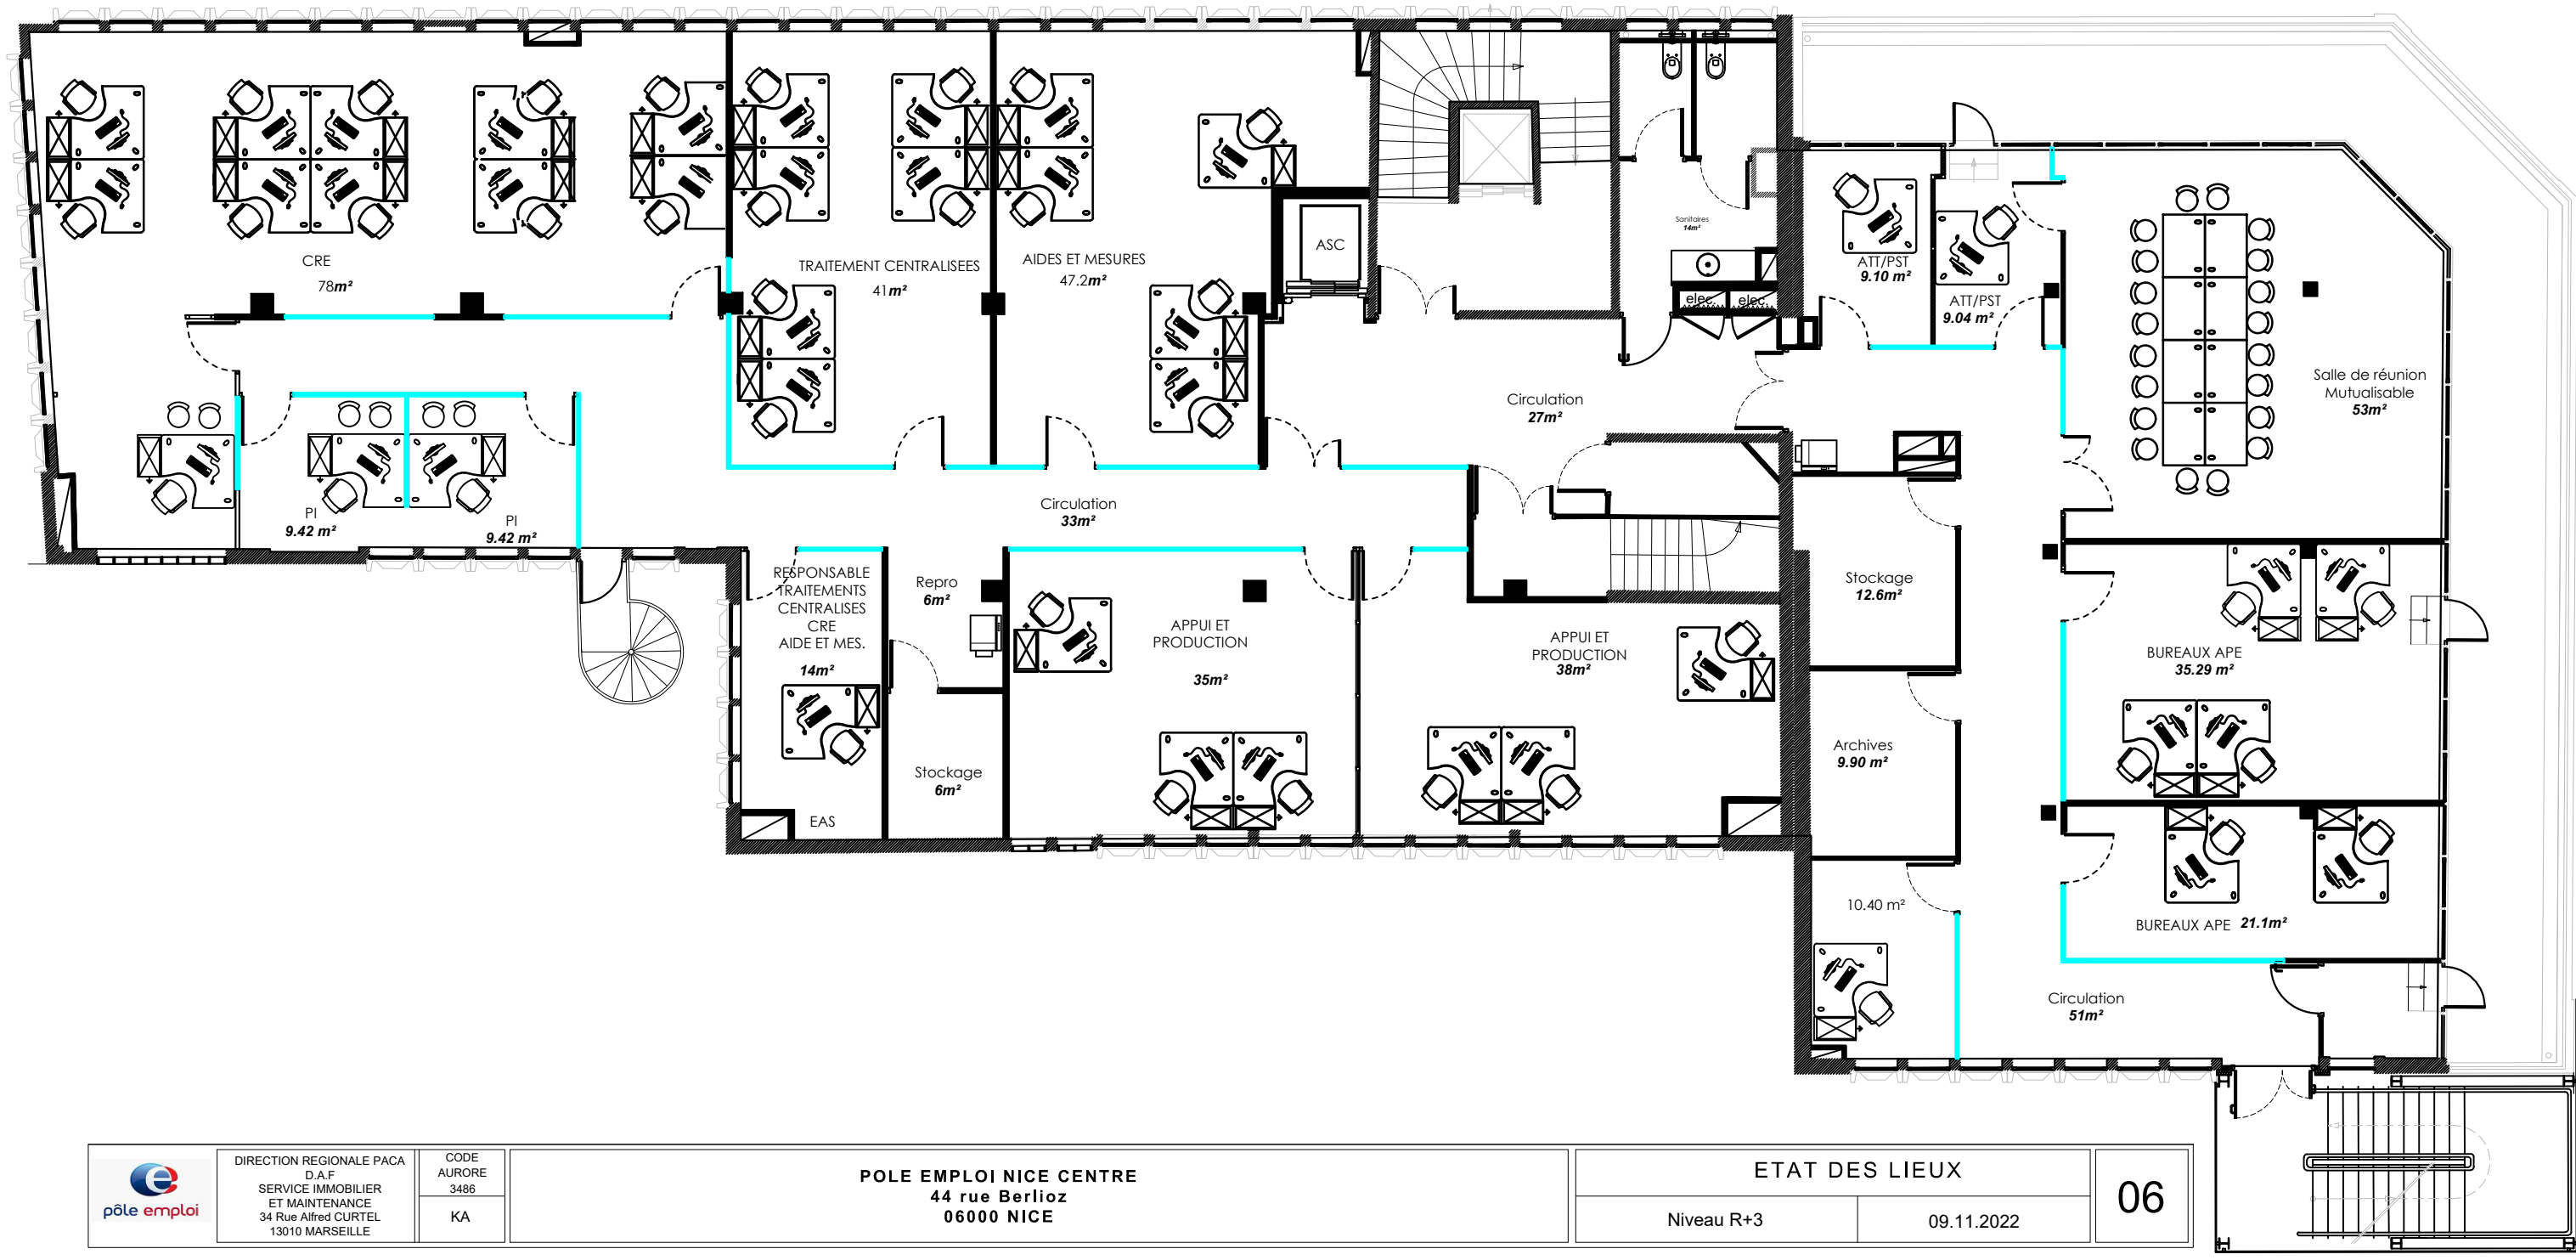 CRE
78m²
TRAITEMENT CENTRALISEES
41m²
AIDES ET MESURES
47.2m²
ASC
Sanitaires
14m²
elec.
elec.
ATT/PST
9.10 m²
ATT/PST
9.04 m²
Salle de réunion
Mutualisable
53m²
Circulation
27m²
PI
9.42 m²
PI
9.42 m²
Circulation
33m²
RESPONSABLE
TRAITEMENTS
CENTRALISES
CRE
AIDE ET MES.
14m²
EAS
Repro
6m²
Stockage
6m²
APPUI ET
PRODUCTION
35m²
APPUI ET
PRODUCTION
38m²
Stockage
12.6m²
Archives
9.90 m²
10.40 m²
BUREAUX APE
35.29 m²
BUREAUX APE 21.1m²
Circulation
51m²
pôle emploi
DIRECTION REGIONALE PACA
D.A.F
SERVICE IMMOBILIER
ET MAINTENANCE
34 Rue Alfred CURTEL
13010 MARSEILLE
CODE
AURORE
3486
KA
POLE EMPLOI NICE CENTRE
44 rue Berlioz
06000 NICE
ETAT DES LIEUX
Niveau R+3
09.11.2022
06